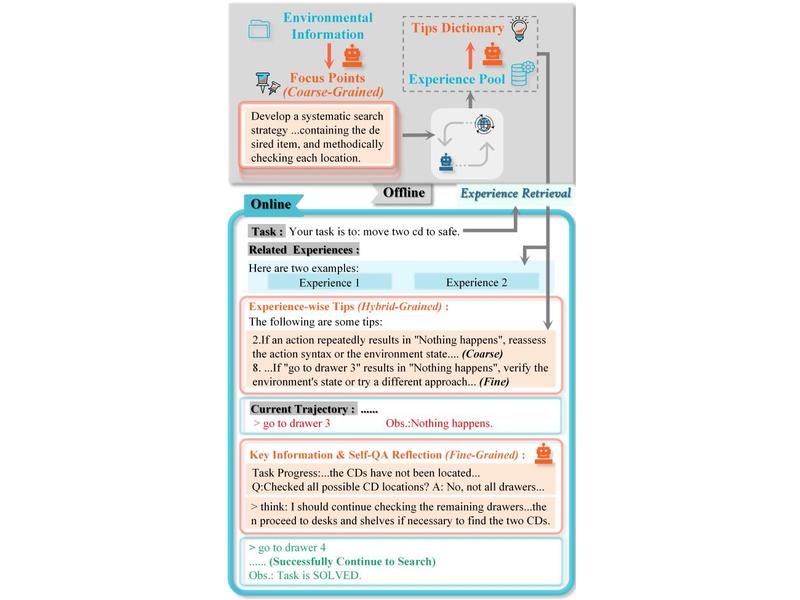 Environmental
Information
Focus Points
(Coarse-Grained)
Tips Dictionary
Experience Pool
Develop a systematic search
strategy ...containing the de
sired item, and methodically
checking each location.
Offline
Experience Retrieval
Online
Task : Your task is to: move two cd to safe.
Related Experiences :
Here are two examples:
Experience 1 Experience 2
Experience-wise Tips (Hybrid-Grained) :
The following are some tips:
2.If an action repeatedly results in "Nothing happens", reassess
the action syntax or the environment state.... (Coarse)
8. ...If "go to drawer 3" results in "Nothing happens", verify the
environment's state or try a different approach... (Fine)
Current Trajectory : ......
> go to drawer 3 Obs.:Nothing happens.
Key Information & Self-QA Reflection (Fine-Grained) :
Task Progress:...the CDs have not been located...
Q:Checked all possible CD locations? A: No, not all drawers...
> think: I should continue checking the remaining drawers...the
n proceed to desks and shelves if necessary to find the two CDs.
> go to drawer 4
...... (Successfully Continue to Search)
Obs.: Task is SOLVED.